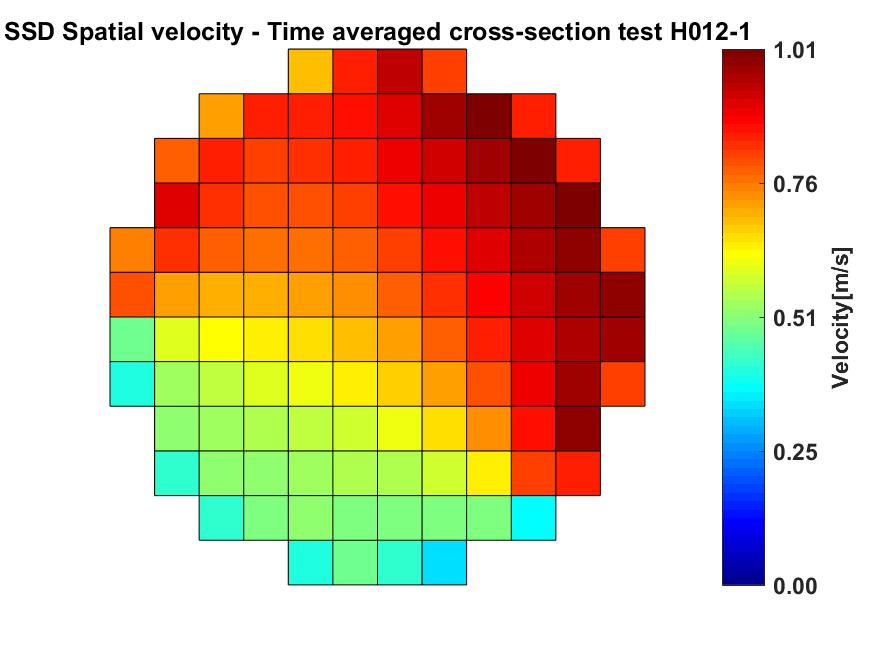 SSD Spatial velocity - Time averaged cross-section test H012-1
1.01
0.76
0.51
0.25
0.00
Velocity[m/s]